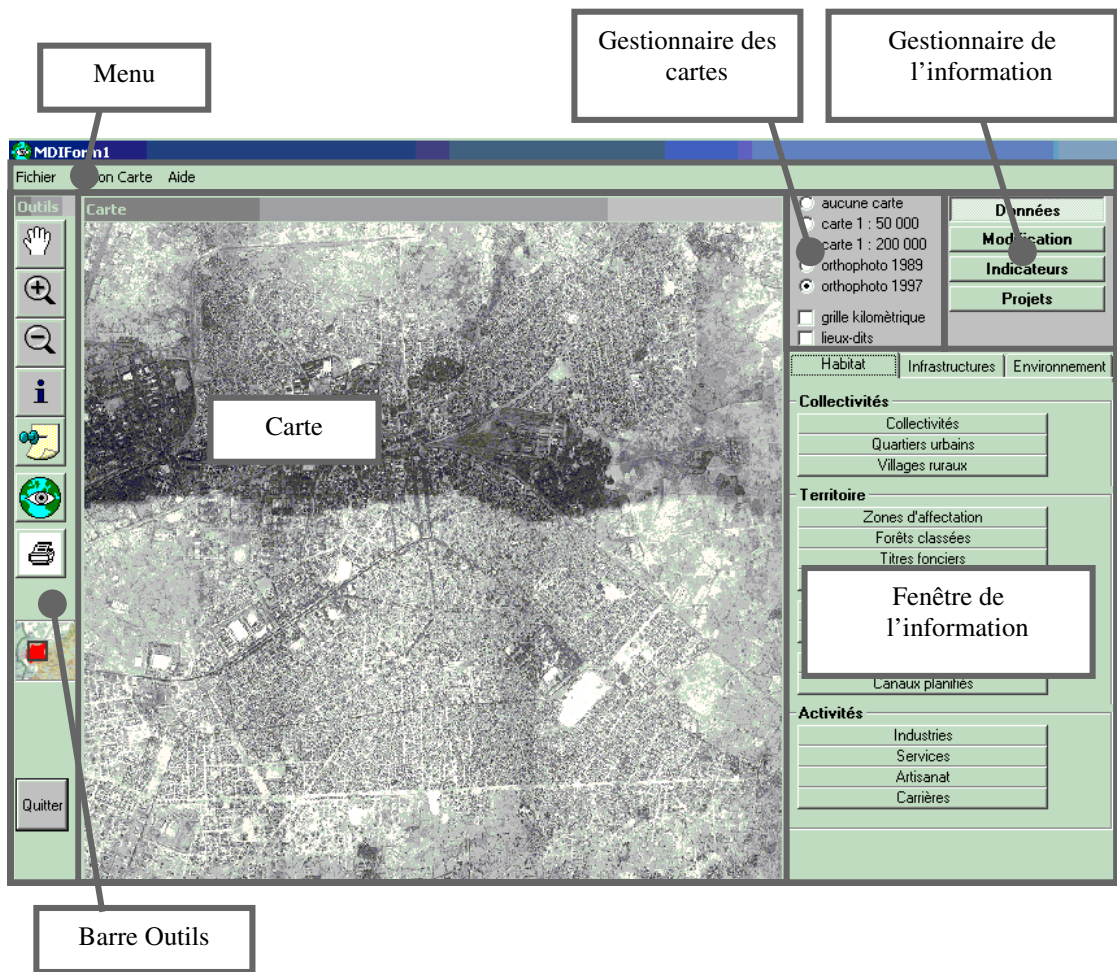 Menu
Gestionnaire des
cartes
Gestionnaire de
l'information
MDIForm1
Fichier
on Carte
Aide
Outils
Carte
aucune carte
carte 1 : 50 000
carte 1 : 200 000
orthophoto 1989
orthophoto 1997
grille kilomètrique
lieux-dits
Données
Modification
Indicateurs
Projets
Habitat
Infrastructures
Environnement
Collectivités
Collectivités
Quartiers urbains
Villages ruraux
Territoire
Zones d'affectation
Forêts classées
Titres fonciers
Carte
Fenêtre de
l'information
Canaux planifiés
Activités
Industries
Services
Artisanat
Carrières
Quitter
Barre Outils